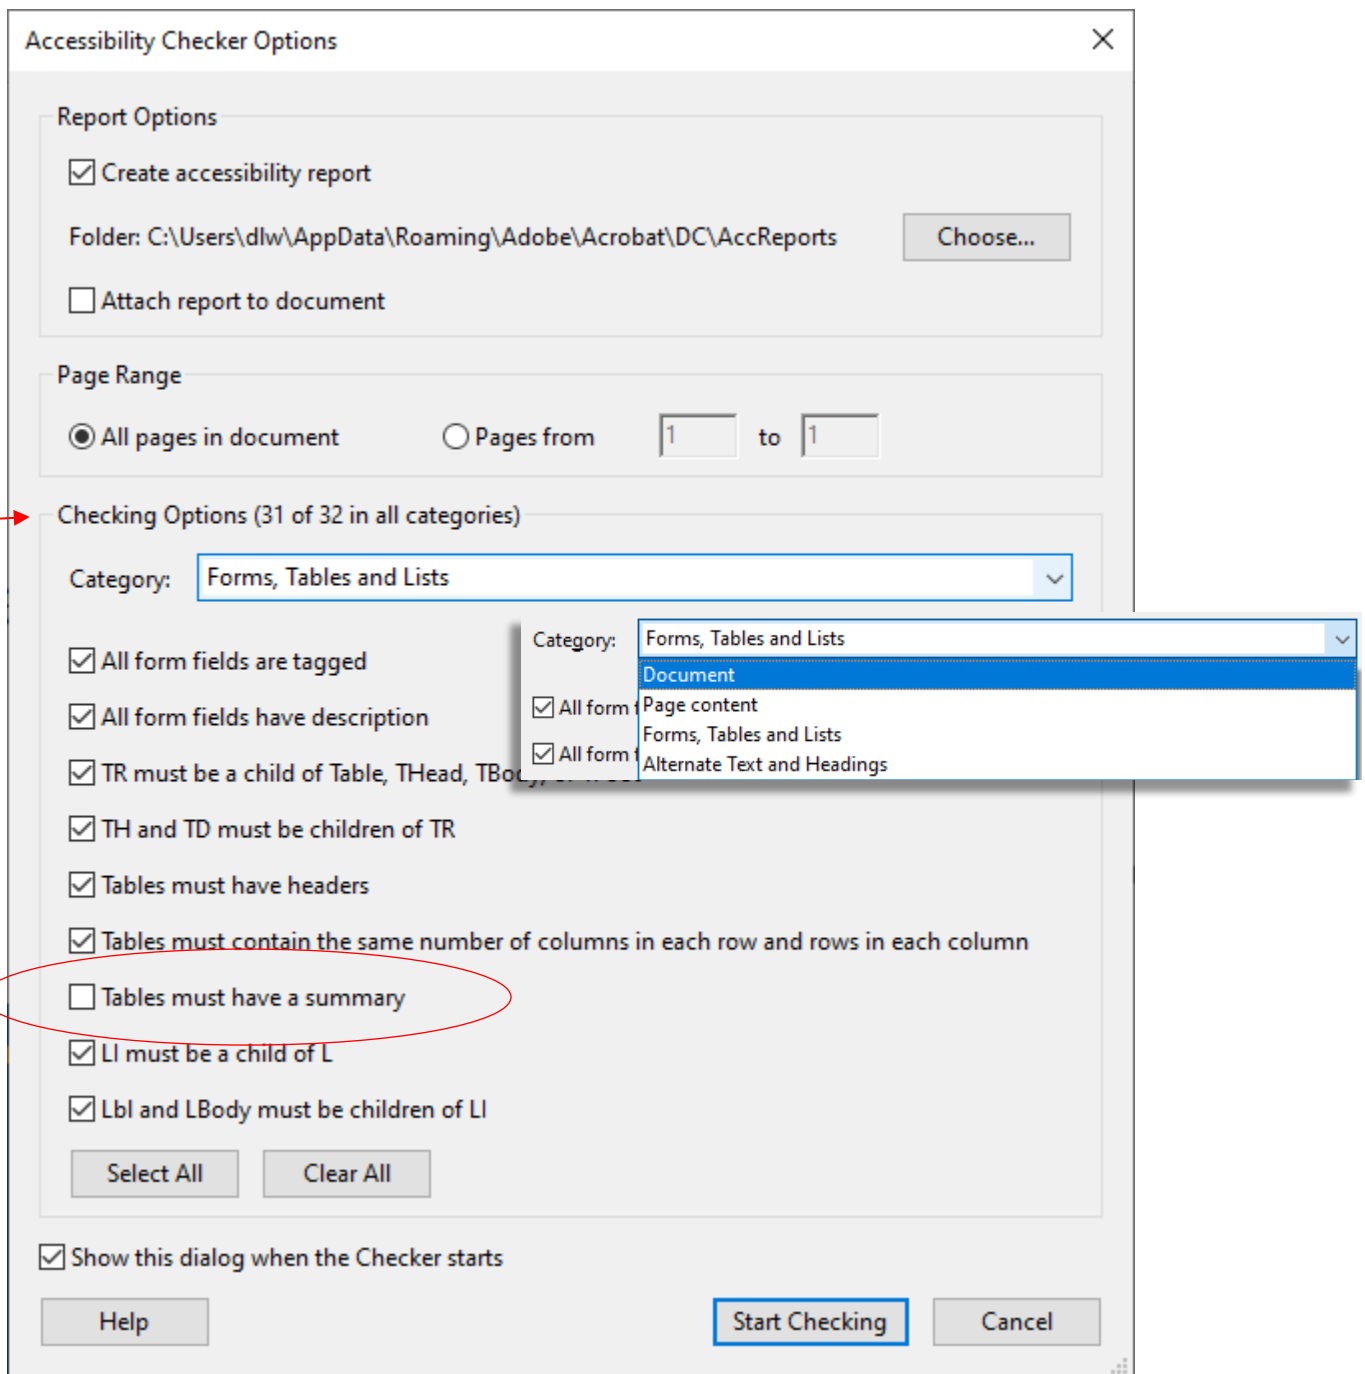 Accessibility Checker Options
Report Options
Create accessibility report
Folder: C:\Users\dlw\AppData\Roaming\Adobe\Acrobat\DC\AccReports
Choose...
Attach report to document
Page Range
All pages in document
Pages from 1 to 1
Checking Options (31 of 32 in all categories)
Category: Forms, Tables and Lists
Category: Forms, Tables and Lists
Document
Page content
Forms, Tables and Lists
Alternate Text and Headings
All form
All form
All form fields are tagged
All form fields have description
TR must be a child of Table, THead, TBody,
TH and TD must be children of TR
Tables must have headers
Tables must contain the same number of columns in each row and rows in each column
Tables must have a summary
LI must be a child of L
Lbl and LBody must be children of LI
Select All
Clear All
Show this dialog when the Checker starts
Help
Start Checking
Cancel